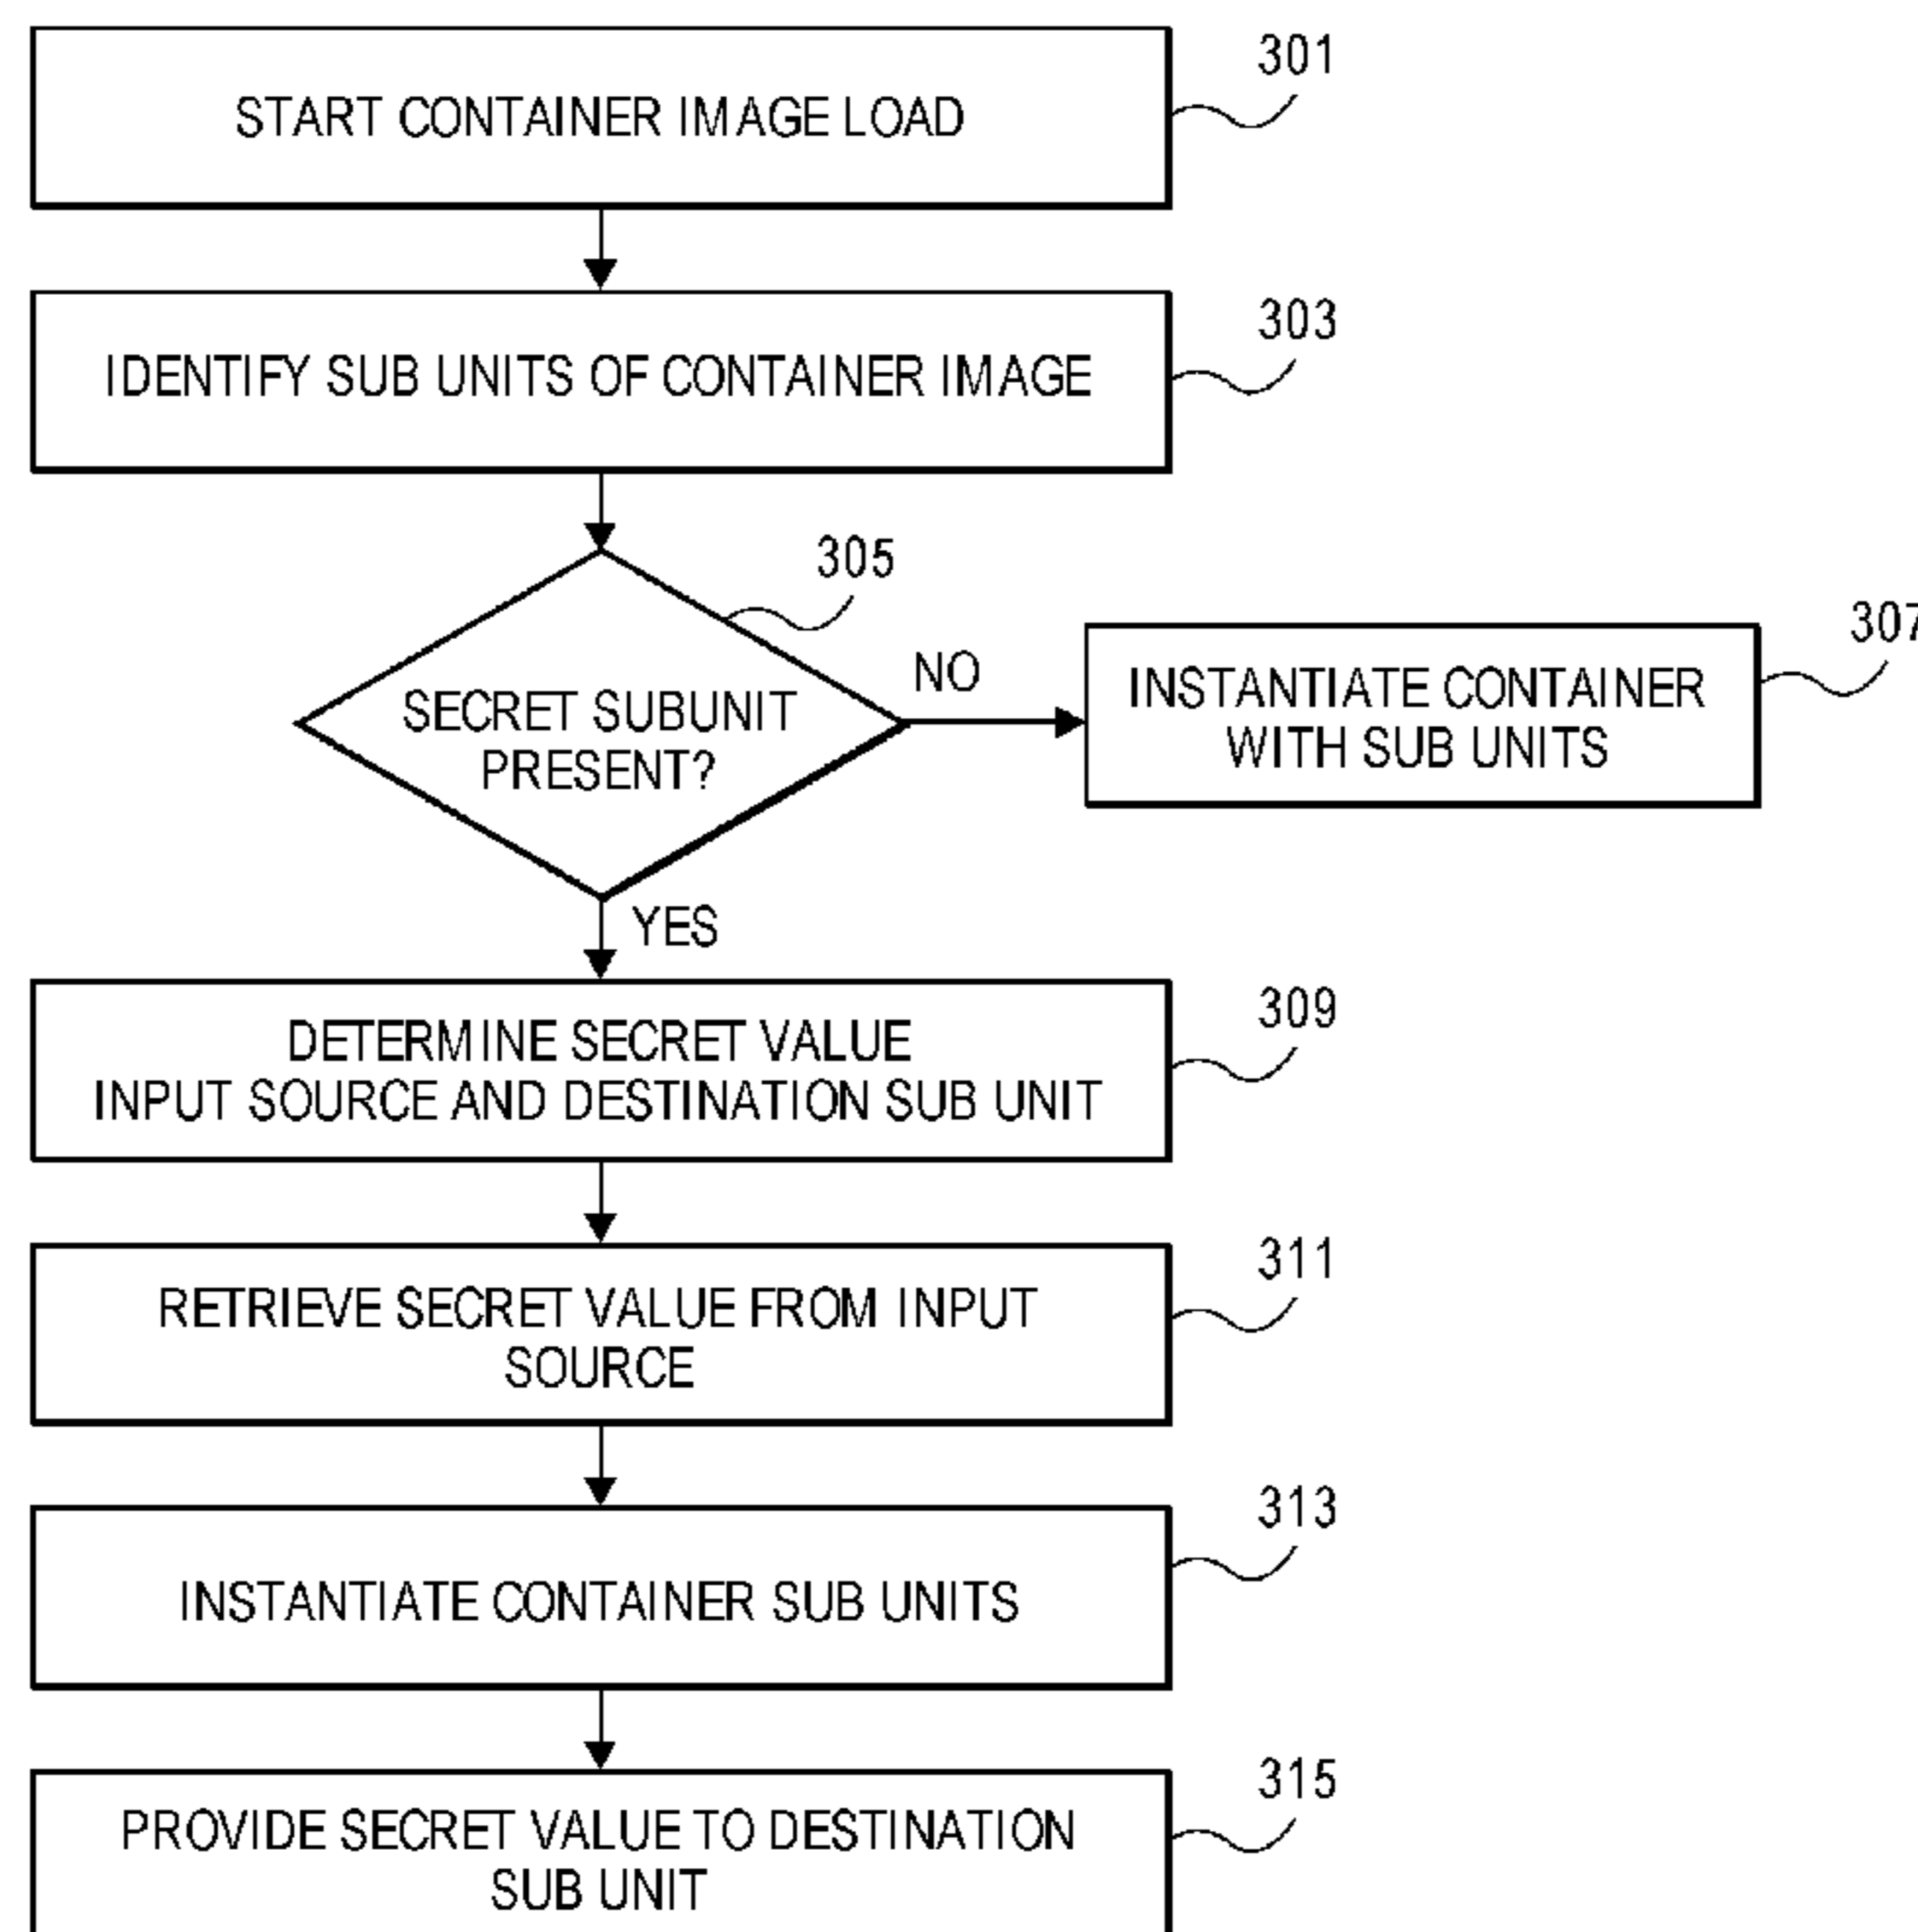 301
START CONTAINER IMAGE LOAD
303
IDENTIFY SUB UNITS OF CONTAINER IMAGE
305
SECRET SUBUNIT
PRESENT?
NO
307
INSTANTIATE CONTAINER
WITH SUB UNITS
YES
309
DETERMINE SECRET VALUE
INPUT SOURCE AND DESTINATION SUB UNIT
311
RETRIEVE SECRET VALUE FROM INPUT
SOURCE
313
INSTANTIATE CONTAINER SUB UNITS
315
PROVIDE SECRET VALUE TO DESTINATION
SUB UNIT